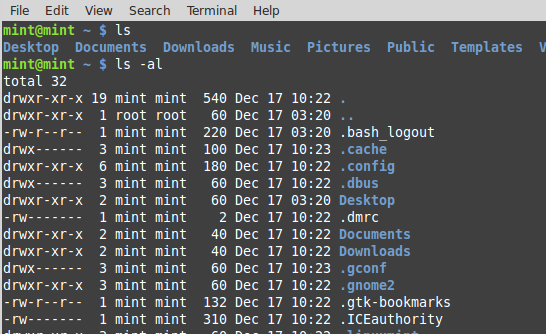 File Edit View Search Terminal Help
mint@mint ~ $ ls
Desktop Documents Downloads Music Pictures Public Templates
mint@mint ~ $ ls -al
total 32
drwxr-xr-x 19 mint mint 540 Dec 17 10:22 .
drwxr-xr-x 1 root root 60 Dec 17 03:20 ..
-rw-r--r-- 1 mint mint 220 Dec 17 03:20 .bash_logout
drwx------ 3 mint mint 100 Dec 17 10:23 .cache
drwxr-xr-x 6 mint mint 180 Dec 17 10:22 .config
drwx------ 3 mint mint 60 Dec 17 10:22 .dbus
drwxr-xr-x 2 mint mint 60 Dec 17 03:20 Desktop
-rw------- 1 mint mint 2 Dec 17 10:22 .dmrc
drwxr-xr-x 2 mint mint 40 Dec 17 10:22 Documents
drwxr-xr-x 2 mint mint 40 Dec 17 10:22 Downloads
drwx------ 3 mint mint 60 Dec 17 10:23 .gconf
drwx------ 3 mint mint 60 Dec 17 10:22 .gnome2
-rw-r--r-- 1 mint mint 132 Dec 17 10:22 .gtk-bookmarks
-rw------- 1 mint mint 310 Dec 17 10:22 .ICEauthority